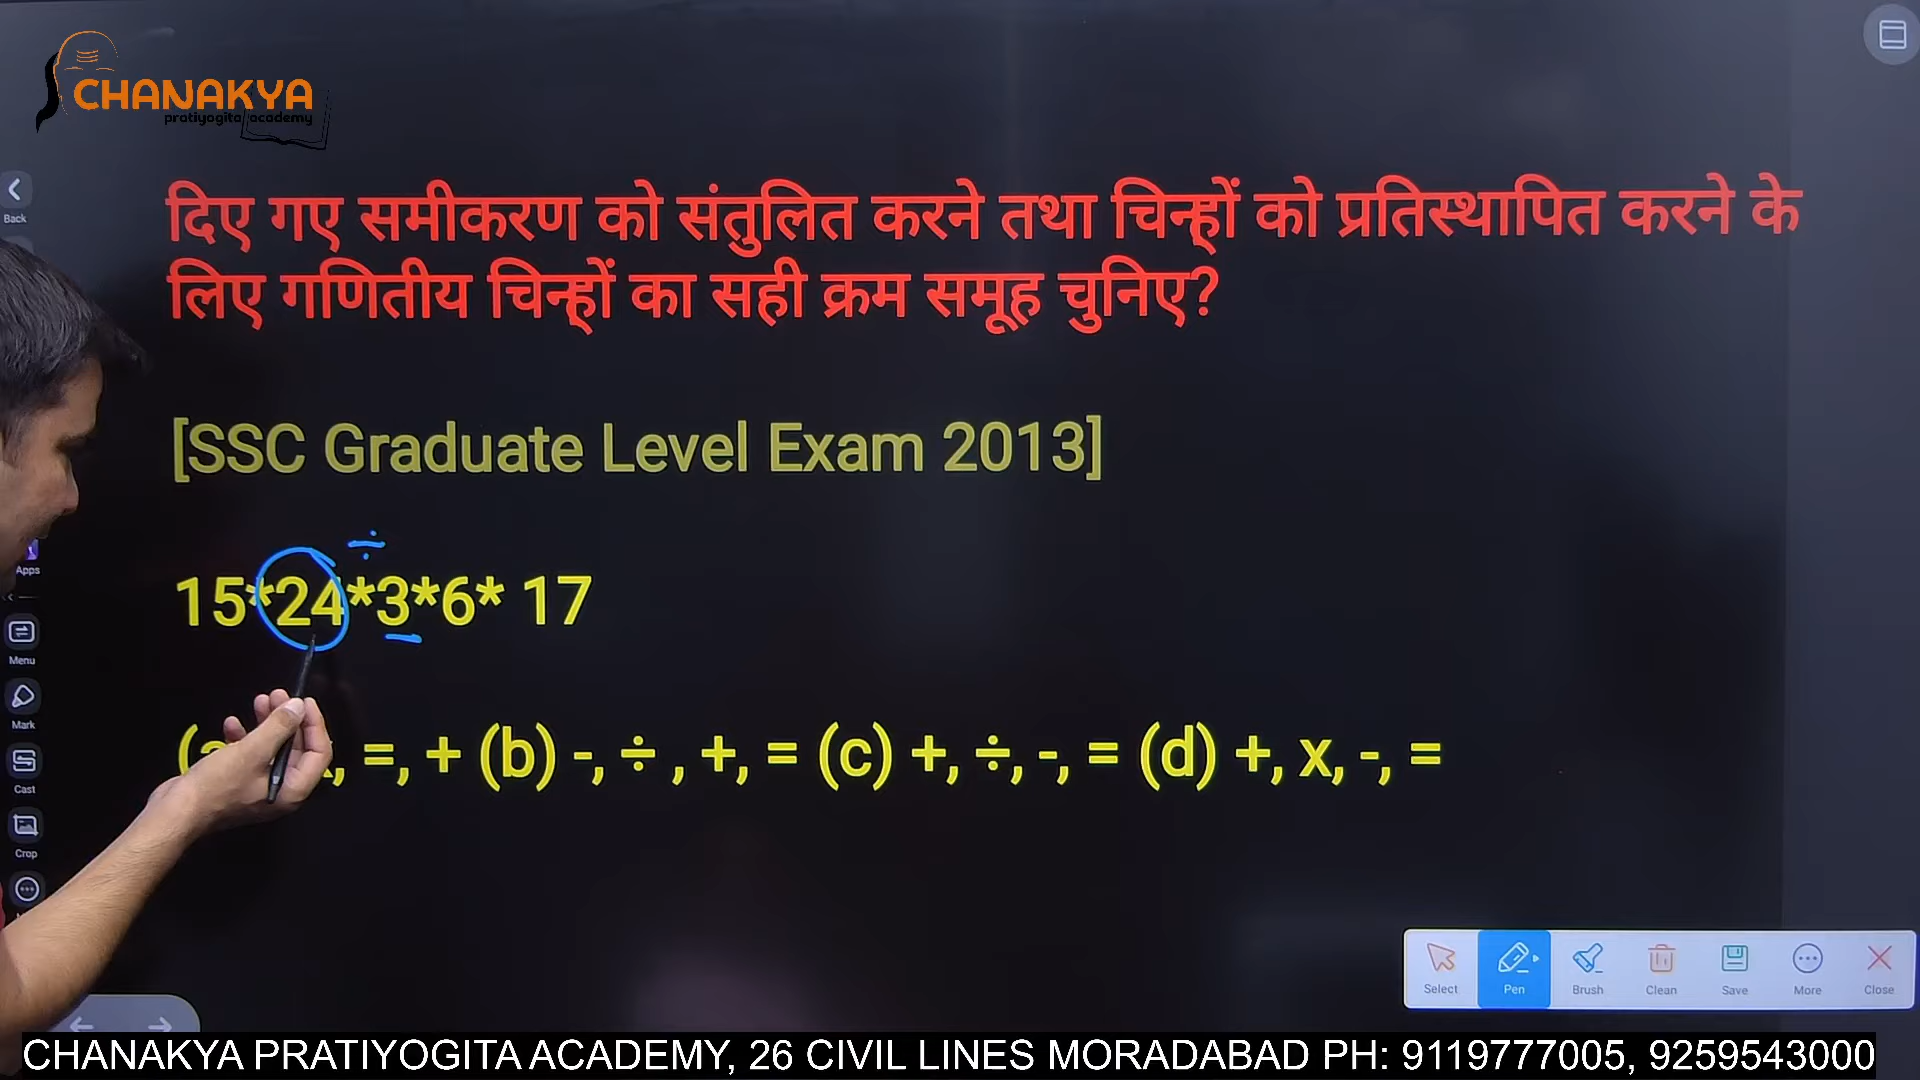 CHANAKYA
pratiyogita academy
Back
दिए गए समीकरण को संतुलित करने तथा चिन्हों को प्रतिस्थापित करने के
लिए गणितीय चिन्हों का सही क्रम समूह चुनिए?
[SSC Graduate Level Exam 2013]
÷
15*24*3*6* 17
Apps
Menu
Mark
Cast
Crop
=, + (b) -, ÷ , +, = (c) +, ÷, -, = (d) +, x, -, =
Select Pen Brush Clean Save More Close
CHANAKYA PRATIYOGITA ACADEMY, 26 CIVIL LINES MORADABAD PH: 9119777005, 9259543000